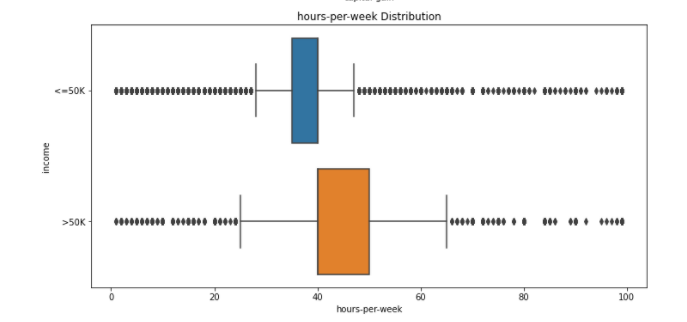 hours-per-week Distribution
<=50K
income
>50K
0 20 40 60 80 100
hours-per-week